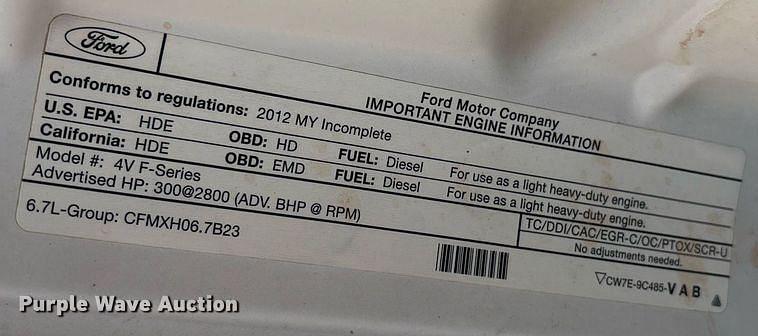 Ford
Ford Motor Company
IMPORTANT ENGINE INFORMATION
Conforms to regulations: 2012 MY Incomplete
U.S. EPA: HDE OBD: HD FUEL: Diesel For use as a light heavy-duty engine.
California: HDE OBD: EMD FUEL: Diesel For use as a light heavy-duty engine.
Model #: 4V F-Series
Advertised HP: 300@2800 (ADV. BHP @ RPM)
TC/DDI/CAC/EGR-C/OC/PTOX/SCR-U
No adjustments needed.
6.7L-Group: CFMXH06.7B23
CW7E-9C485-VAB
Purple Wave Auction